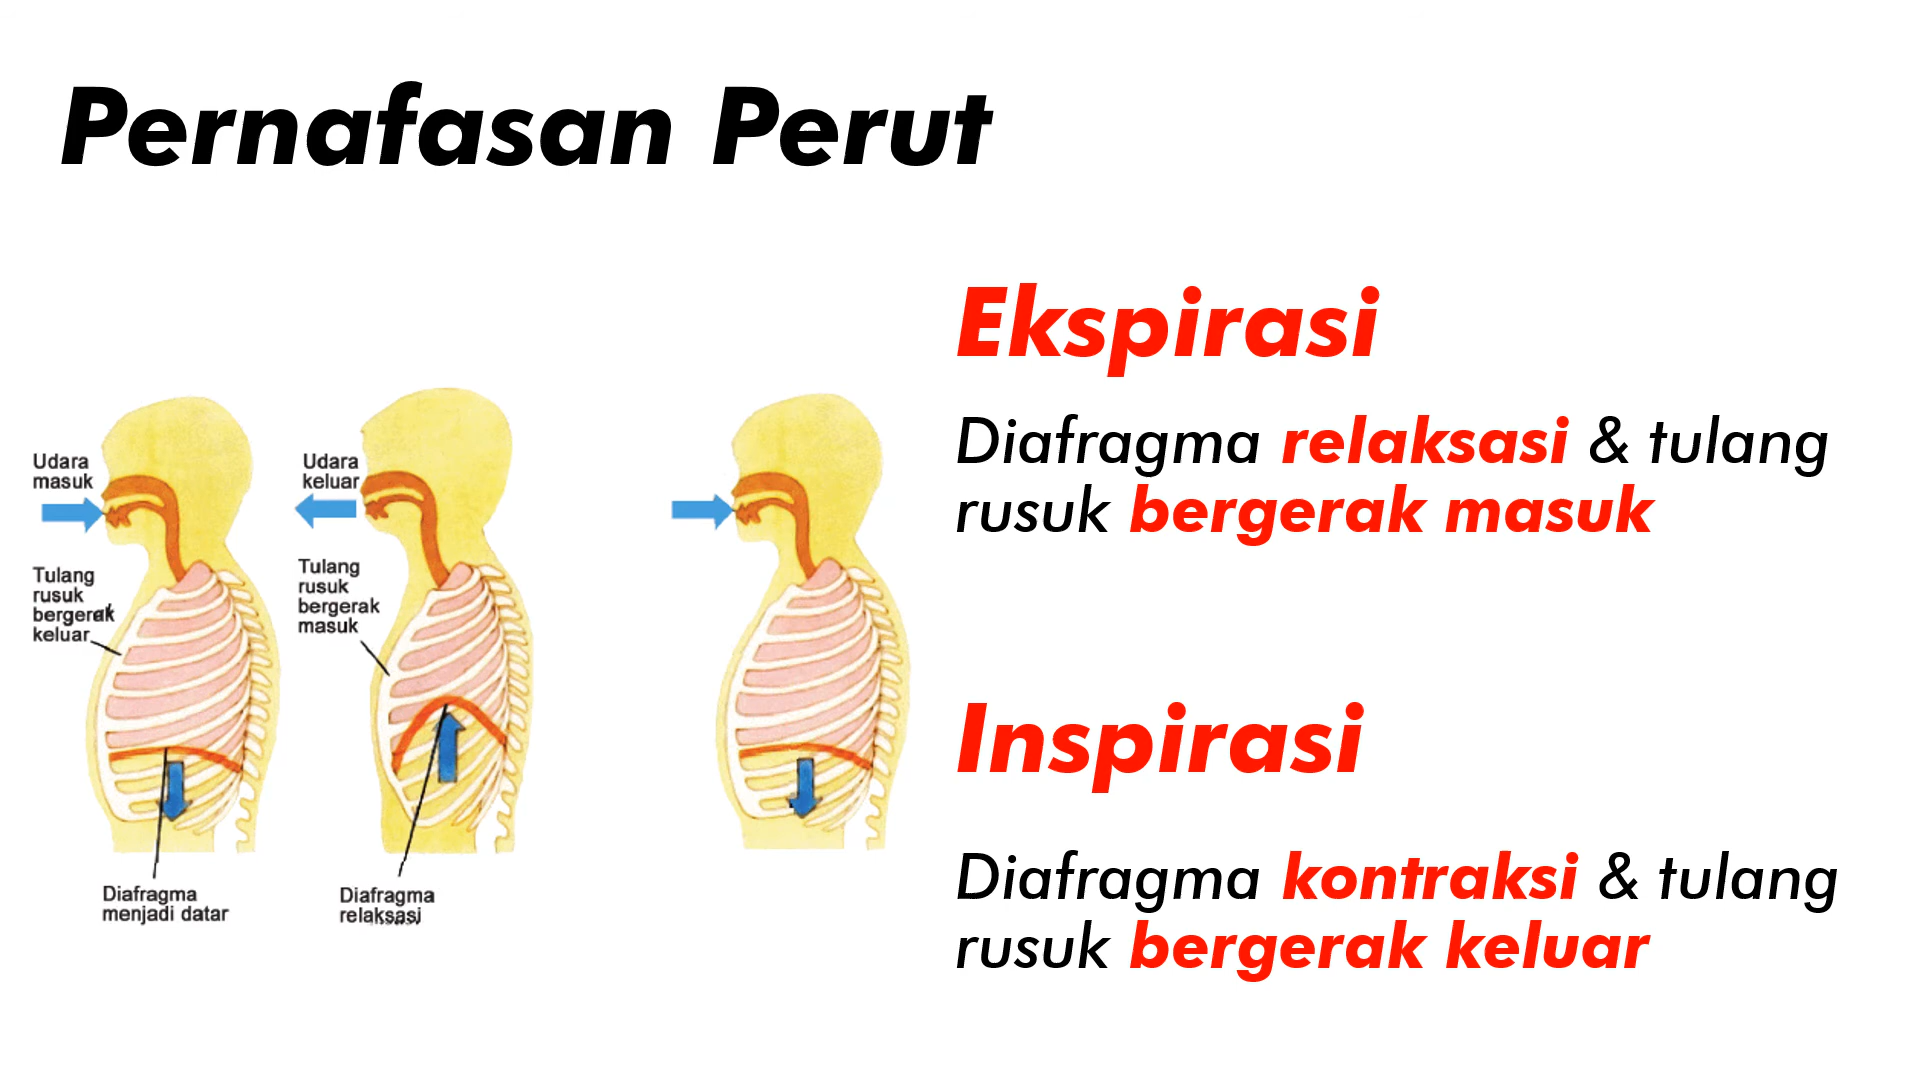 Pernafasan Perut
Udara
masuk
Tulang
rusuk
bergerak
keluar
Diafragma
menjadi datar
Udara
keluar
Tulang
rusuk
bergerak
masuk
Diafragma
relaksasi
Ekspirasi
Diafragma relaksasi & tulang
rusuk bergerak masuk
Inspirasi
Diafragma kontraksi & tulang
rusuk bergerak keluar